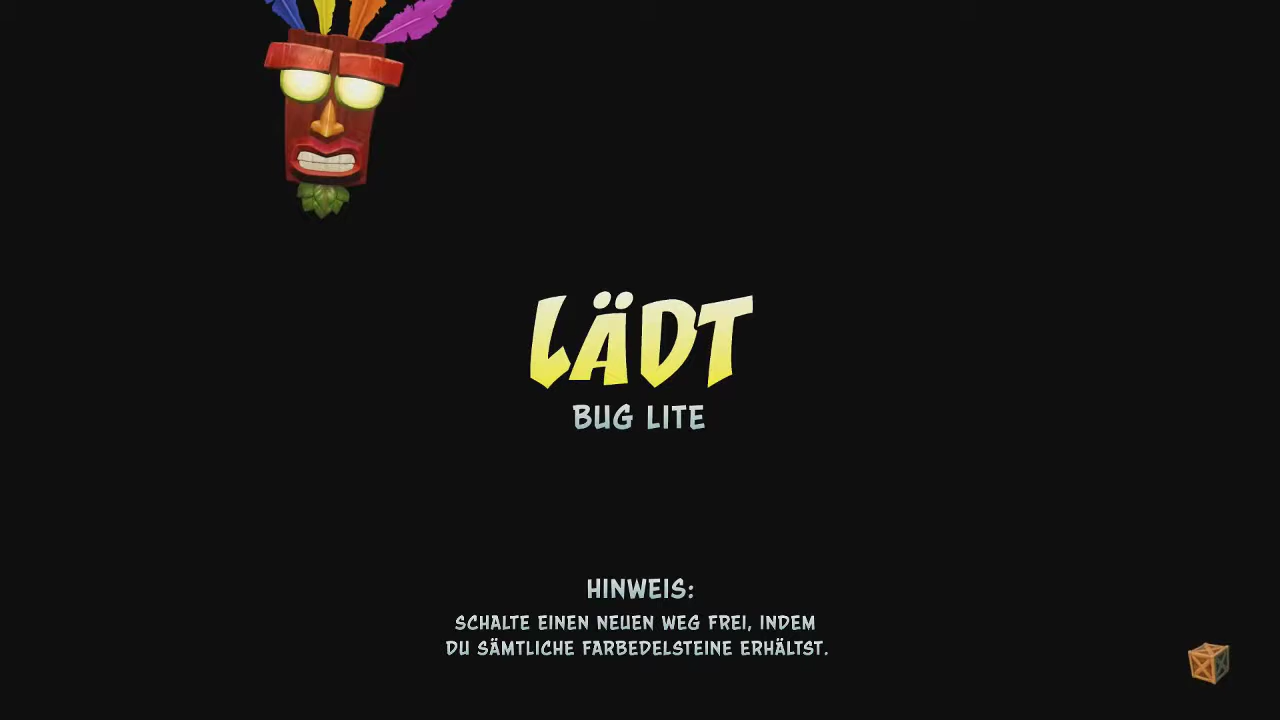 LÄDT
BUG LITE
HINWEIS:
SCHALTE EINEN NEUEN WEG FREI, INDEM
DU SÄMTLICHE FARBEDELSTEINE ERHÄLTST.